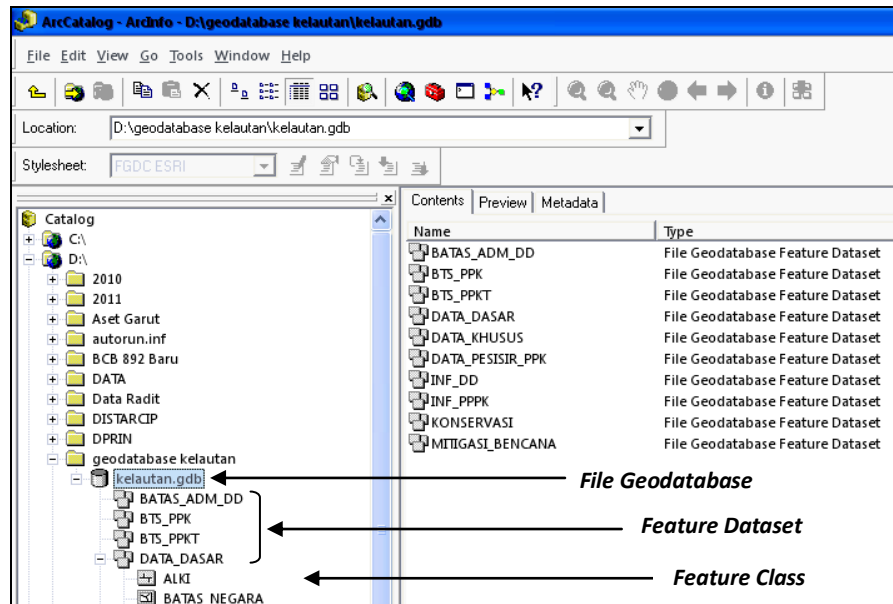 ArcCatalog - ArcInfo - D:\geodatabase kelautan\kelautan.gdb
File Edit View Go Tools Window Help
Location: D:\geodatabase kelautan\kelautan.gdb
Stylesheet: FGDC ESRI
Catalog
C:\
D:\
2010
2011
Aset Garut
autorun.inf
BCB 892 Baru
DATA
Data Radit
DISTARCIP
DPRIN
geodatabase kelautan
kelautan.gdb
BATAS_ADM_DD
BTS_PPK
BTS_PPKT
DATA_DASAR
ALKI
BATAS NEGARA
Contents Preview Metadata
Name Type
BATAS_ADM_DD File Geodatabase Feature Dataset
BTS_PPK File Geodatabase Feature Dataset
BTS_PPKT File Geodatabase Feature Dataset
DATA_DASAR File Geodatabase Feature Dataset
DATA_KHUSUS File Geodatabase Feature Dataset
DATA_PESISIR_PPK File Geodatabase Feature Dataset
INF_DD File Geodatabase Feature Dataset
INF_PPPK File Geodatabase Feature Dataset
KONSERVASI File Geodatabase Feature Dataset
MITIGASI_BENCANA File Geodatabase Feature Dataset
File Geodatabase
Feature Dataset
Feature Class